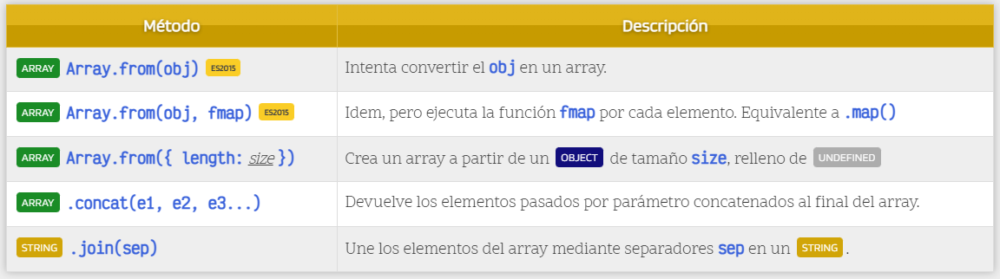 Método Descripción
ARRAY Array.from(obj) ES2015 Intenta convertir el obj en un array.
ARRAY Array.from(obj, fmap) ES2015 Idem, pero ejecuta la función fmap por cada elemento. Equivalente a .map()
ARRAY Array.from({ length: size }) Crea un array a partir de un OBJECT de tamaño size, relleno de UNDEFINED
ARRAY .concat(e1, e2, e3...) Devuelve los elementos pasados por parámetro concatenados al final del array.
STRING .join(sep) Une los elementos del array mediante separadores sep en un STRING .